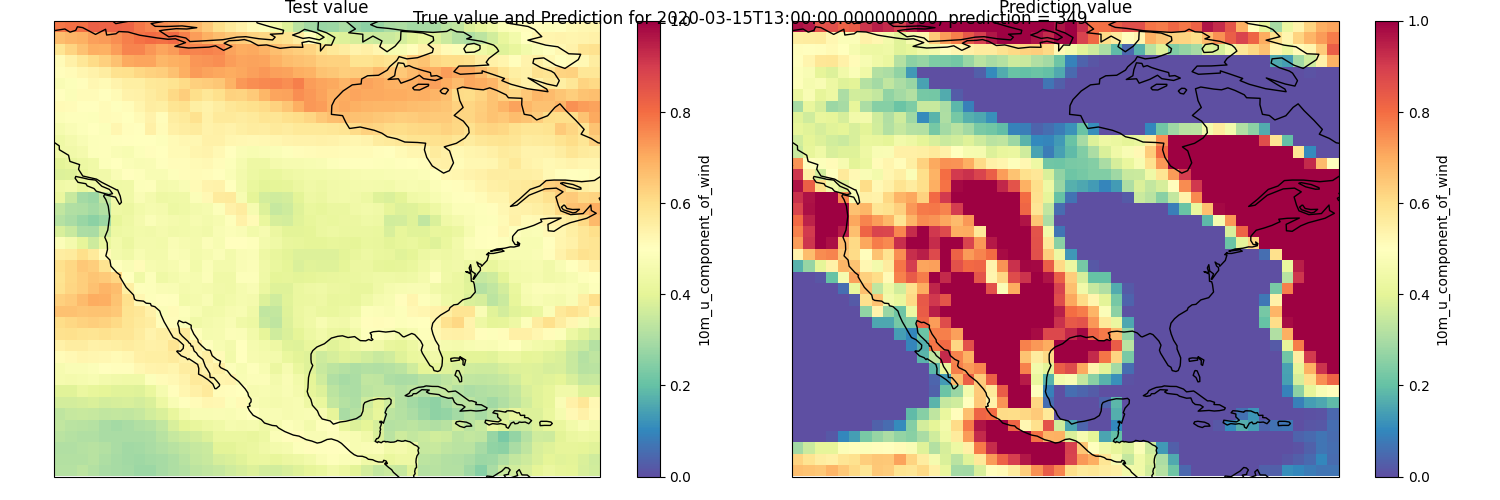 Test value
True value and Prediction for 2020-03-15T13:00:00.000000000, prediction = 349
Prediction value
1.0
0.8
0.6
0.4
0.2
0.0
10m_u_component_of_wind
1.0
0.8
0.6
0.4
0.2
0.0
10m_u_component_of_wind